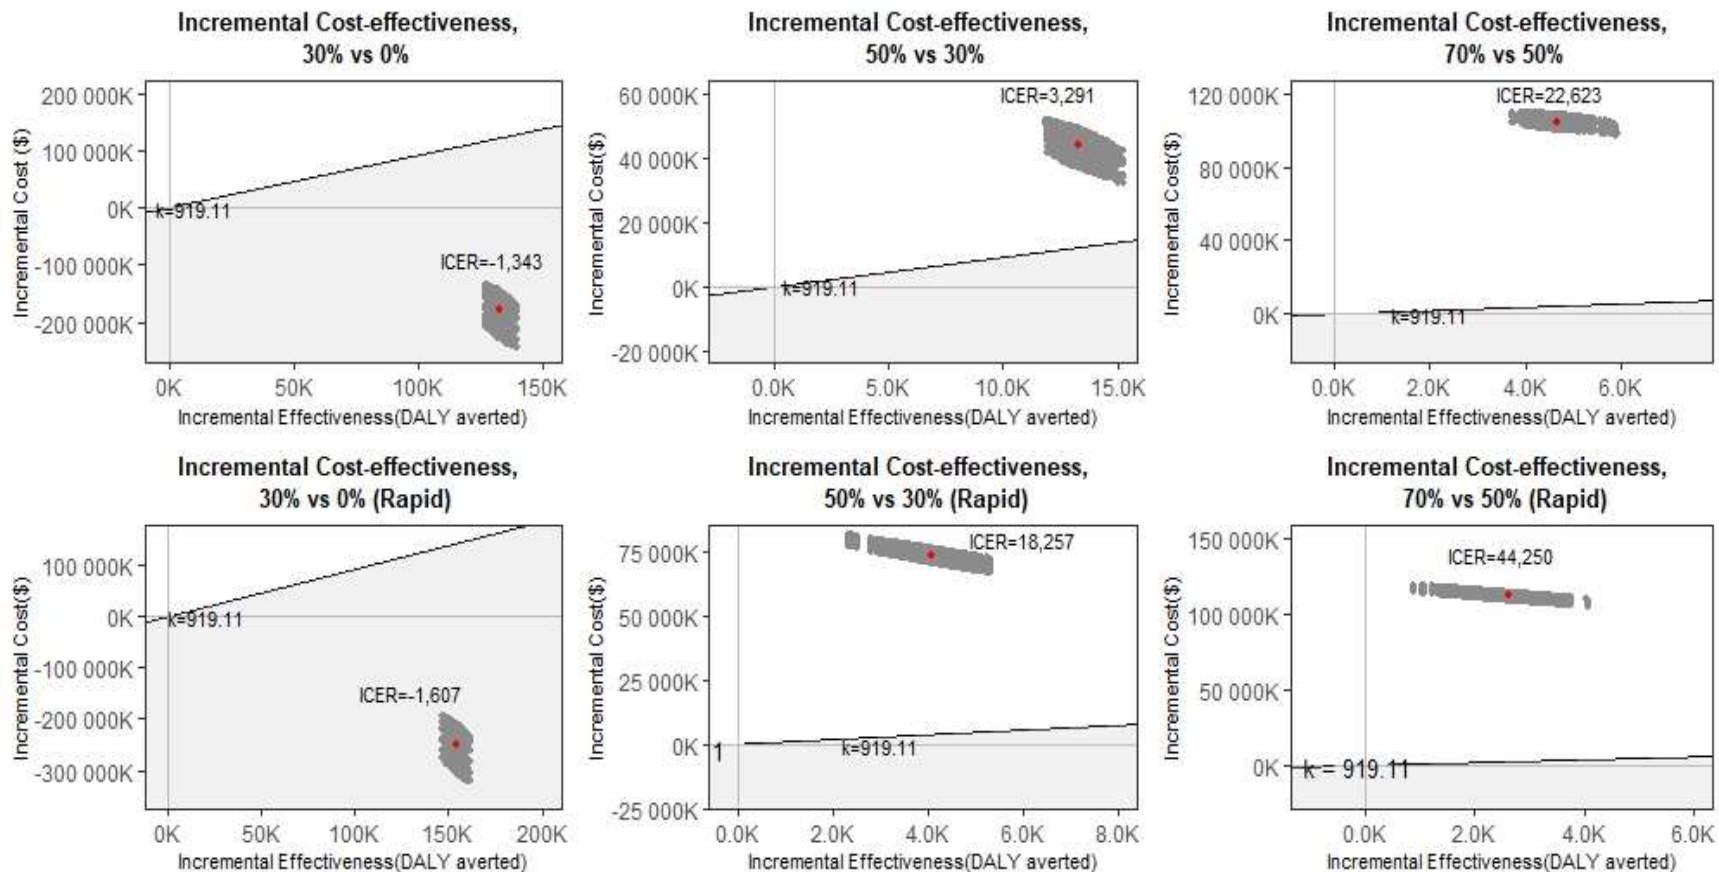 Incremental Cost-effectiveness,
30% vs 0%
Incremental Cost ($)
200 000K
100 000K
0K
-100 000K
-200 000K
k=919.11
ICER=-1,343
0K 50K 100K 150K
Incremental Effectiveness(DALY averted)
Incremental Cost-effectiveness,
50% vs 30%
Incremental Cost($)
60 000K
40 000K
20 000K
0K
-20 000K
ICER=3,291
k=919.11
0.0K 5.0K 10.0K 15.0K
Incremental Effectiveness(DALY averted)
Incremental Cost-effectiveness,
70% vs 50%
Incremental Cost($)
120 000K
80 000K
40 000K
0K
ICER=22,623
k=919.11
0.0K 2.0K 4.0K 6.0K
Incremental Effectiveness(DALY averted)
Incremental Cost-effectiveness,
30% vs 0% (Rapid)
Incremental Cost($)
100 000K
0K
-100 000K
-200 000K
-300 000K
k=919.11
ICER=-1,607
0K 50K 100K 150K 200K
Incremental Effectiveness(DALY averted)
Incremental Cost-effectiveness,
50% vs 30% (Rapid)
Incremental Cost($)
75 000K
50 000K
25 000K
0K
-25 000K
ICER=18,257
1
k=919.11
0.0K 2.0K 4.0K 6.0K 8.0K
Incremental Effectiveness(DALY averted)
Incremental Cost-effectiveness,
70% vs 50% (Rapid)
Incremental Cost($)
150 000K
100 000K
50 000K
0K
ICER=44,250
k = 919.11
0.0K 2.0K 4.0K 6.0K
Incremental Effectiveness(DALY averted)